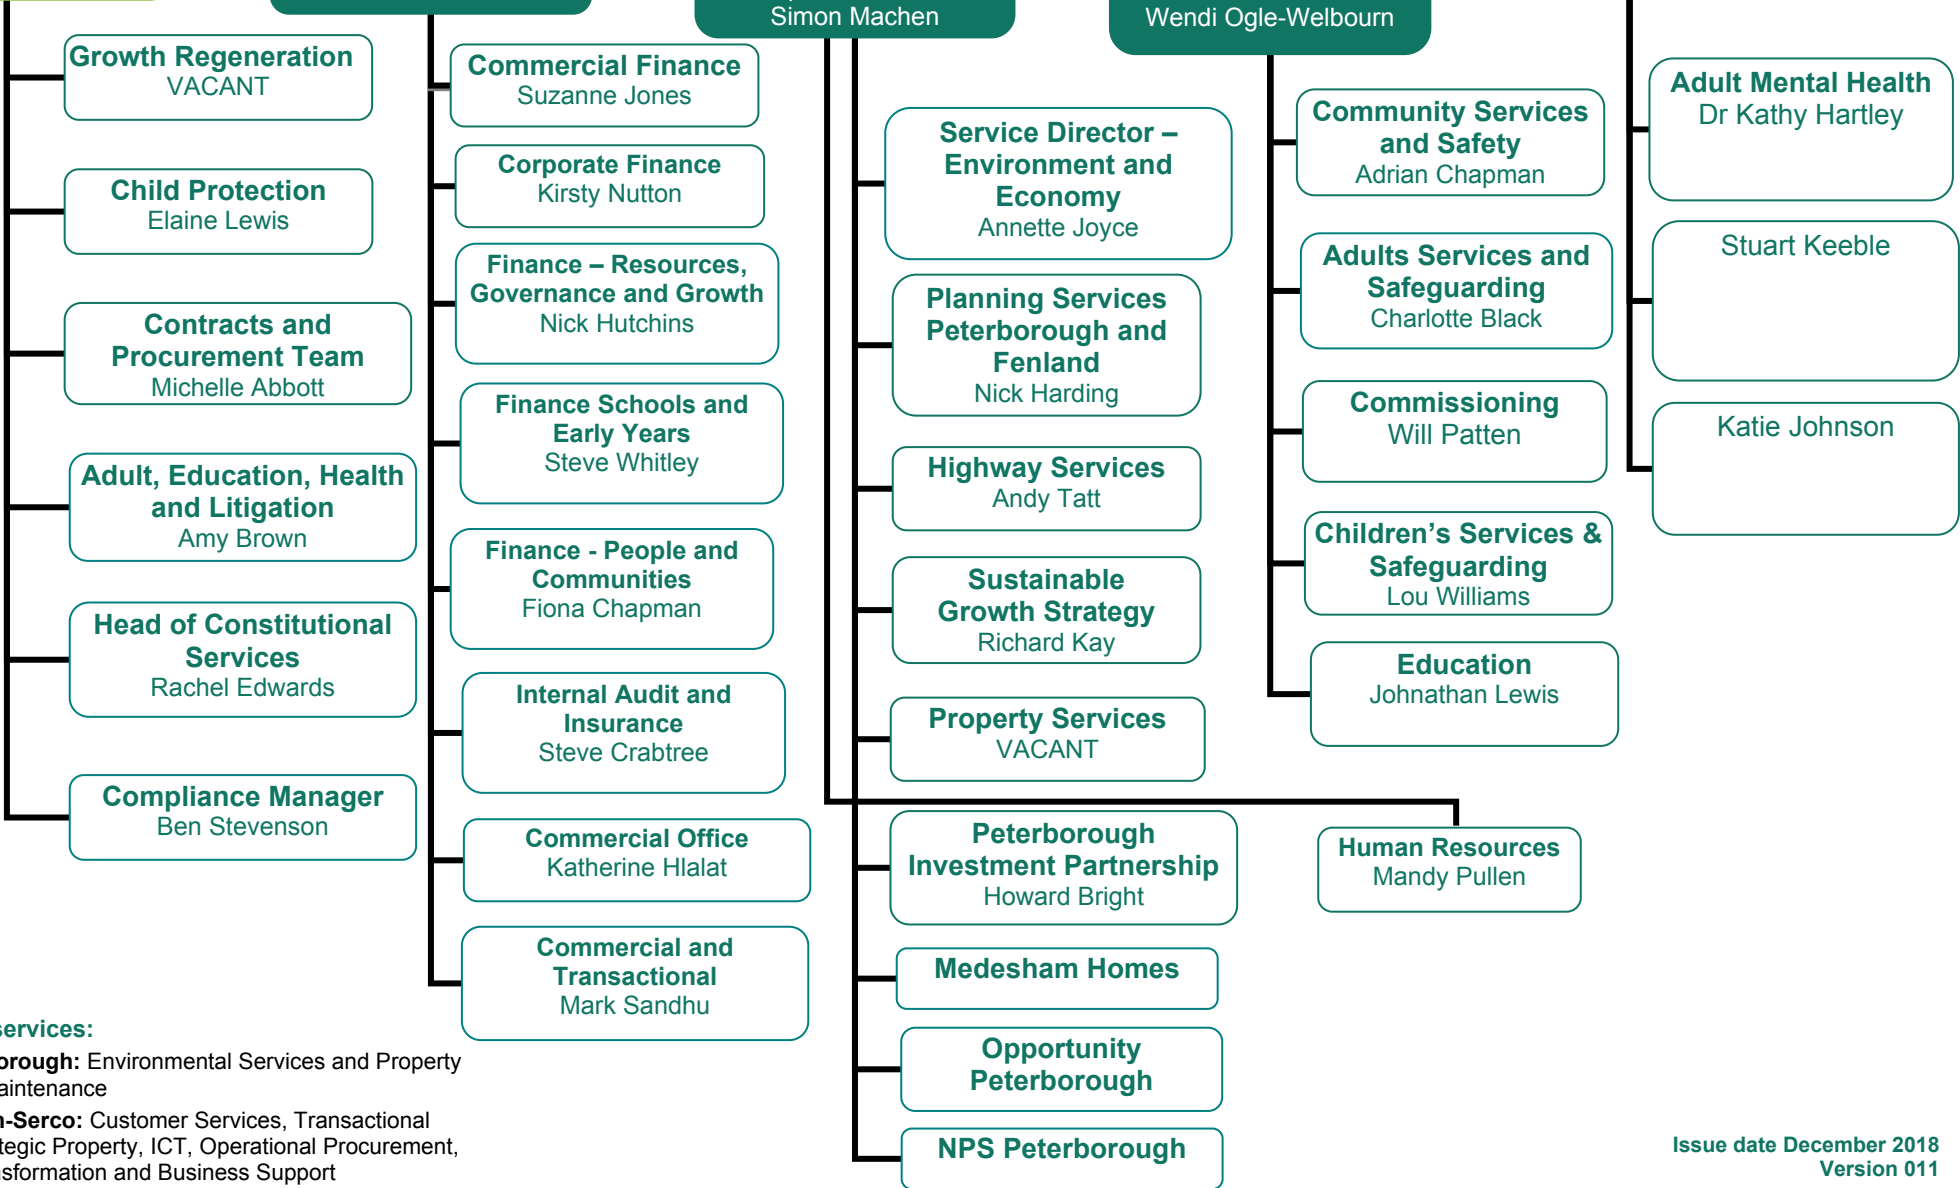 Simon Machen
Wendi Ogle-Welbourn
Growth Regeneration
VACANT
Child Protection
Elaine Lewis
Contracts and
Procurement Team
Michelle Abbott
Adult, Education, Health
and Litigation
Amy Brown
Head of Constitutional
Services
Rachel Edwards
Compliance Manager
Ben Stevenson
Commercial Finance
Suzanne Jones
Corporate Finance
Kirsty Nutton
Finance – Resources,
Governance and Growth
Nick Hutchins
Finance Schools and
Early Years
Steve Whitley
Finance - People and
Communities
Fiona Chapman
Internal Audit and
Insurance
Steve Crabtree
Commercial Office
Katherine Hlalat
Commercial and
Transactional
Mark Sandhu
Service Director –
Environment and
Economy
Annette Joyce
Planning Services
Peterborough and
Fenland
Nick Harding
Highway Services
Andy Tatt
Sustainable
Growth Strategy
Richard Kay
Property Services
VACANT
Peterborough
Investment Partnership
Howard Bright
Medesham Homes
Opportunity
Peterborough
NPS Peterborough
Community Services
and Safety
Adrian Chapman
Adults Services and
Safeguarding
Charlotte Black
Commissioning
Will Patten
Children’s Services &
Safeguarding
Lou Williams
Education
Johnathan Lewis
Human Resources
Mandy Pullen
Adult Mental Health
Dr Kathy Hartley
Stuart Keeble
Katie Johnson
services:
orough: Environmental Services and Property
aintenance
n-Serco: Customer Services, Transactional
tegic Property, ICT, Operational Procurement,
nsformation and Business Support
Issue date December 2018
Version 011